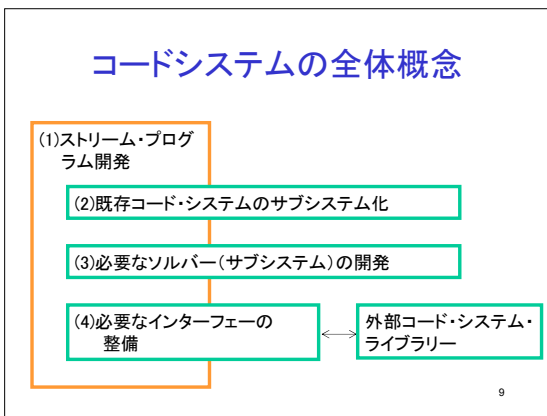 コードシステムの全体概念
(1)ストリーム・プログ
ラム開発
(2)既存コード・システムのサブシステム化
(3)必要なソルバー(サブシステム)の開発
(4)必要なインターフェーの
整備
外部コード・システム・
ライブラリー
9